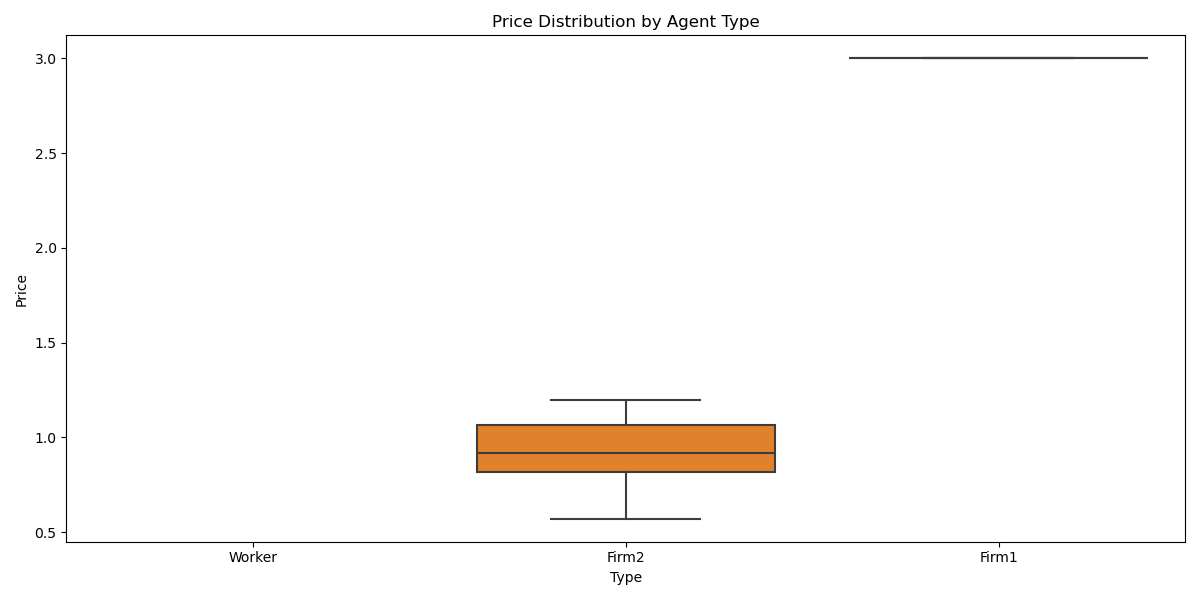 Price Distribution by Agent Type
3.0
2.5
2.0
1.5
1.0
0.5
Price
Worker
Firm2
Firm1
Type